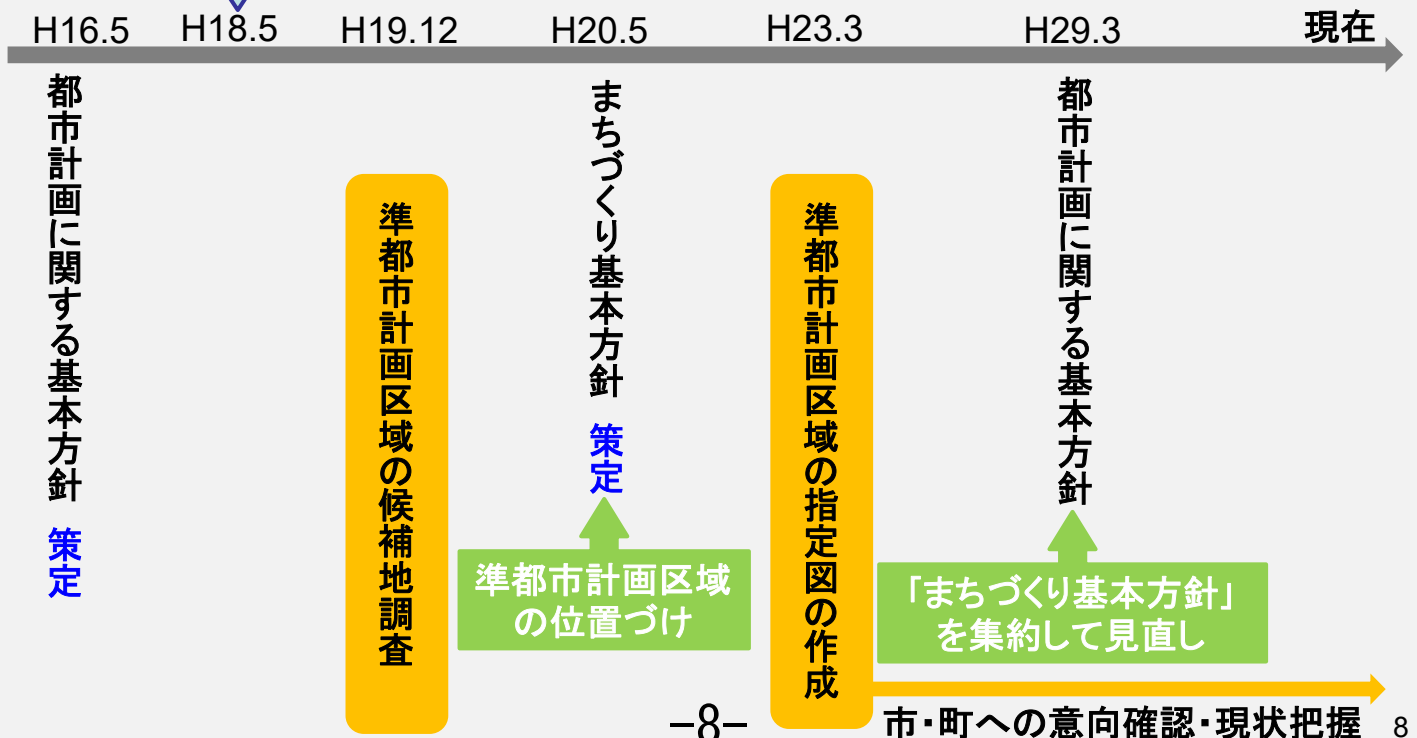 H16.5
H18.5
H19.12
H20.5
H23.3
H29.3
現在
都市計画に関する基本方針 策定
準都市計画区域の候補地調査
まちづくり基本方針 策定
準都市計画区域
の位置づけ
準都市計画区域の指定図の作成
都市計画に関する基本方針
「まちづくり基本方針」
を集約して見直し
市・町への意向確認・現状把握
−8−
8